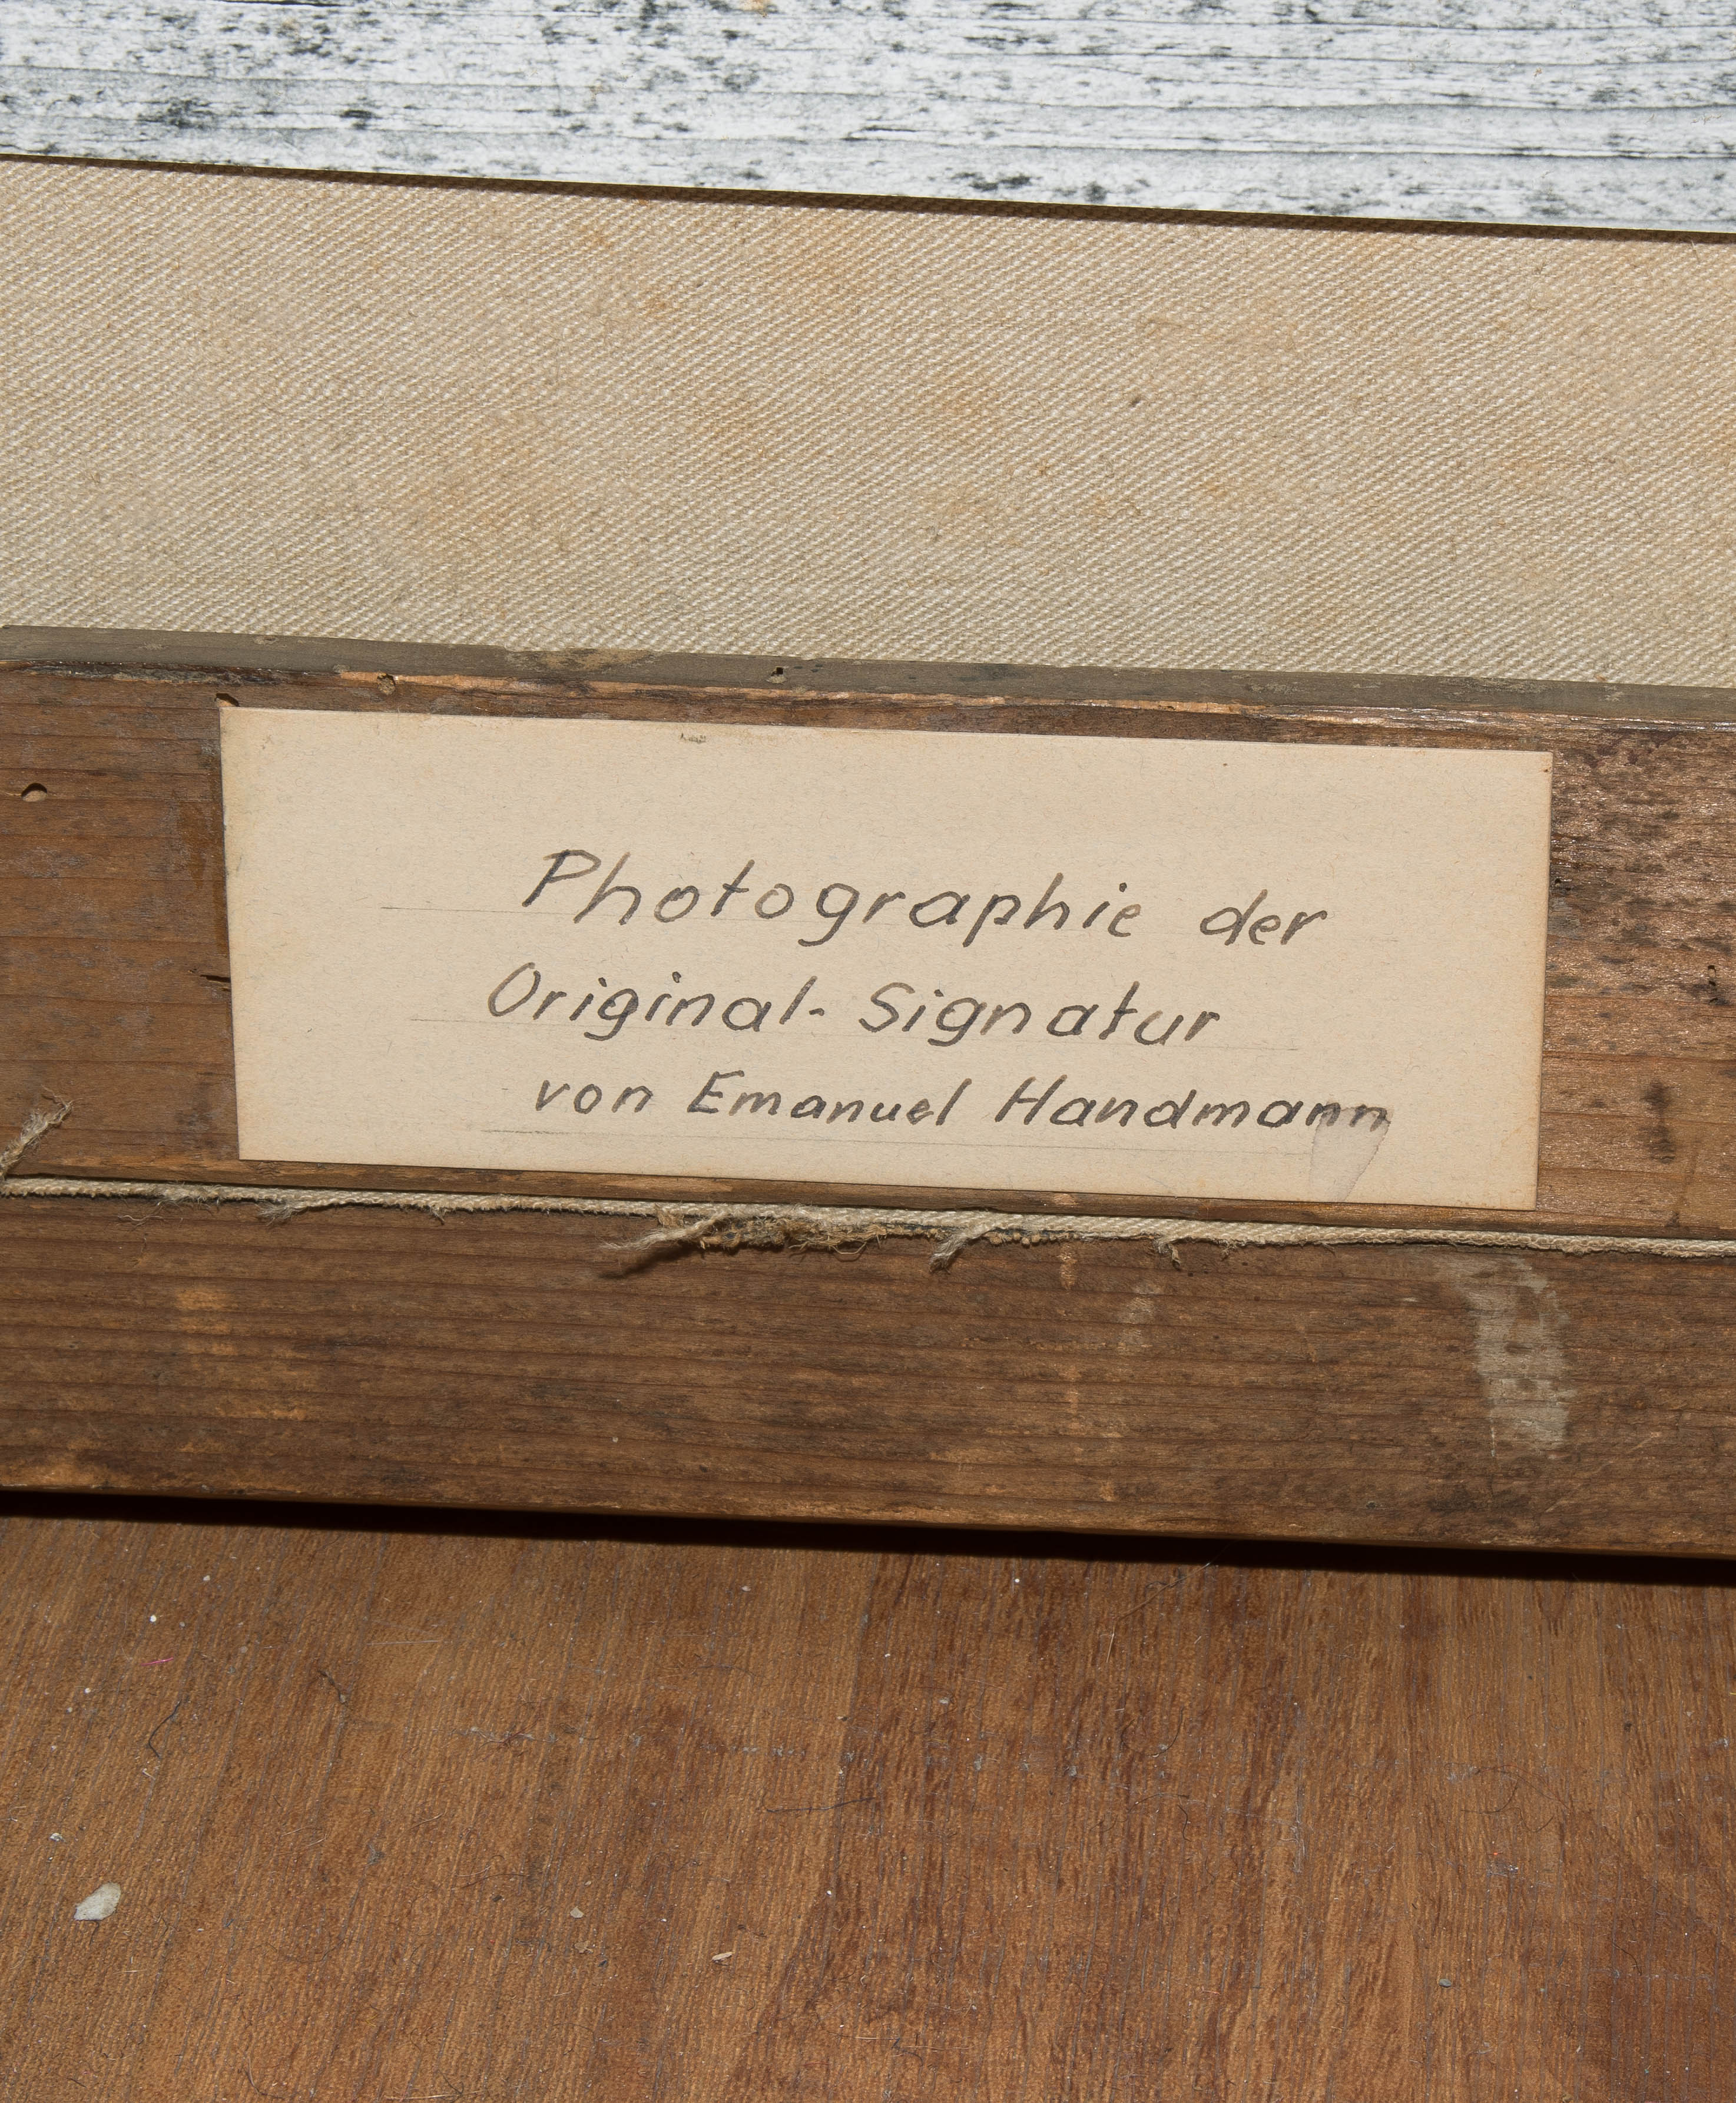 Photographie der
Original-Signatur
von Emanuel Handmann